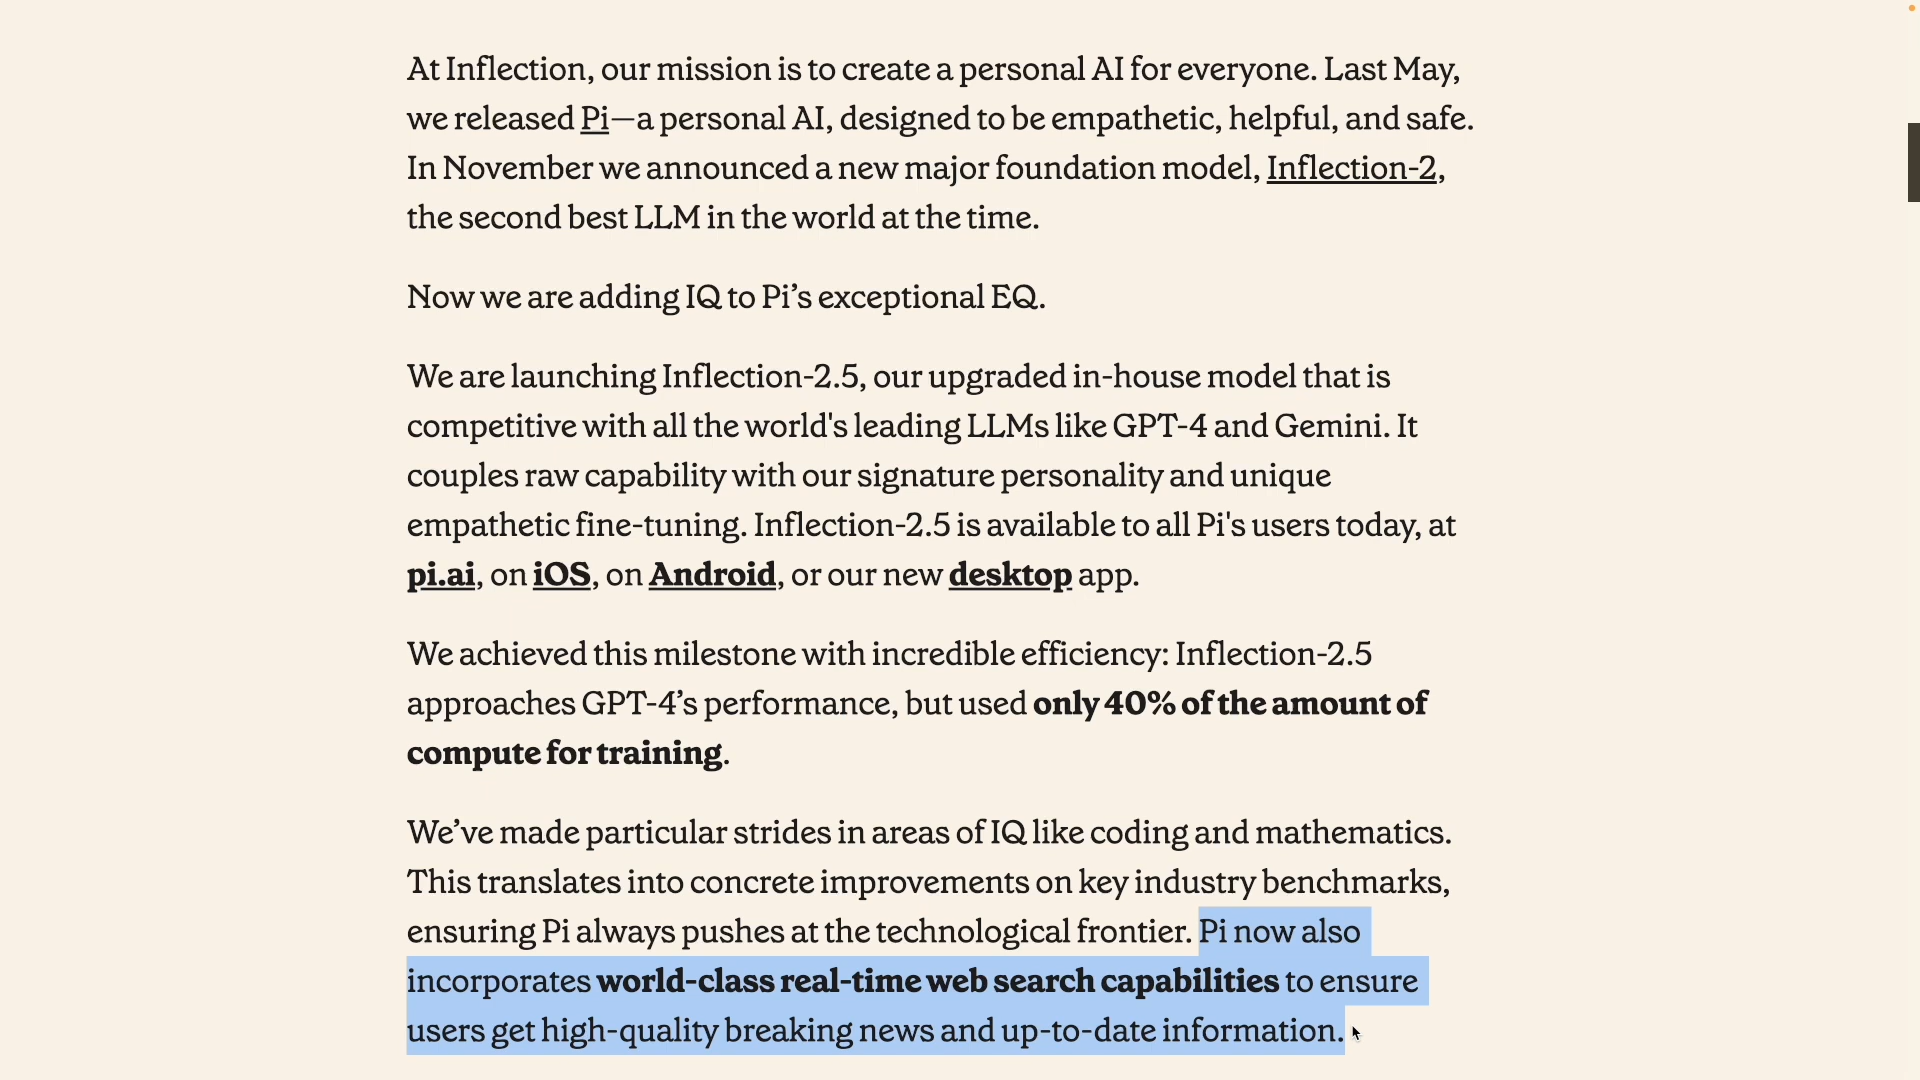 At Inflection, our mission is to create a personal AI for everyone. Last May,
we released Pi—a personal AI, designed to be empathetic, helpful, and safe.
In November we announced a new major foundation model, Inflection-2,
the second best LLM in the world at the time.
Now we are adding IQ to Pi’s exceptional EQ.
We are launching Inflection-2.5, our upgraded in-house model that is
competitive with all the world's leading LLMs like GPT-4 and Gemini. It
couples raw capability with our signature personality and unique
empathetic fine-tuning. Inflection-2.5 is available to all Pi's users today, at
pi.ai, on iOS, on Android, or our new desktop app.
We achieved this milestone with incredible efficiency: Inflection-2.5
approaches GPT-4’s performance, but used only 40% of the amount of
compute for training.
We’ve made particular strides in areas of IQ like coding and mathematics.
This translates into concrete improvements on key industry benchmarks,
ensuring Pi always pushes at the technological frontier. Pi now also
incorporates world-class real-time web search capabilities to ensure
users get high-quality breaking news and up-to-date information.